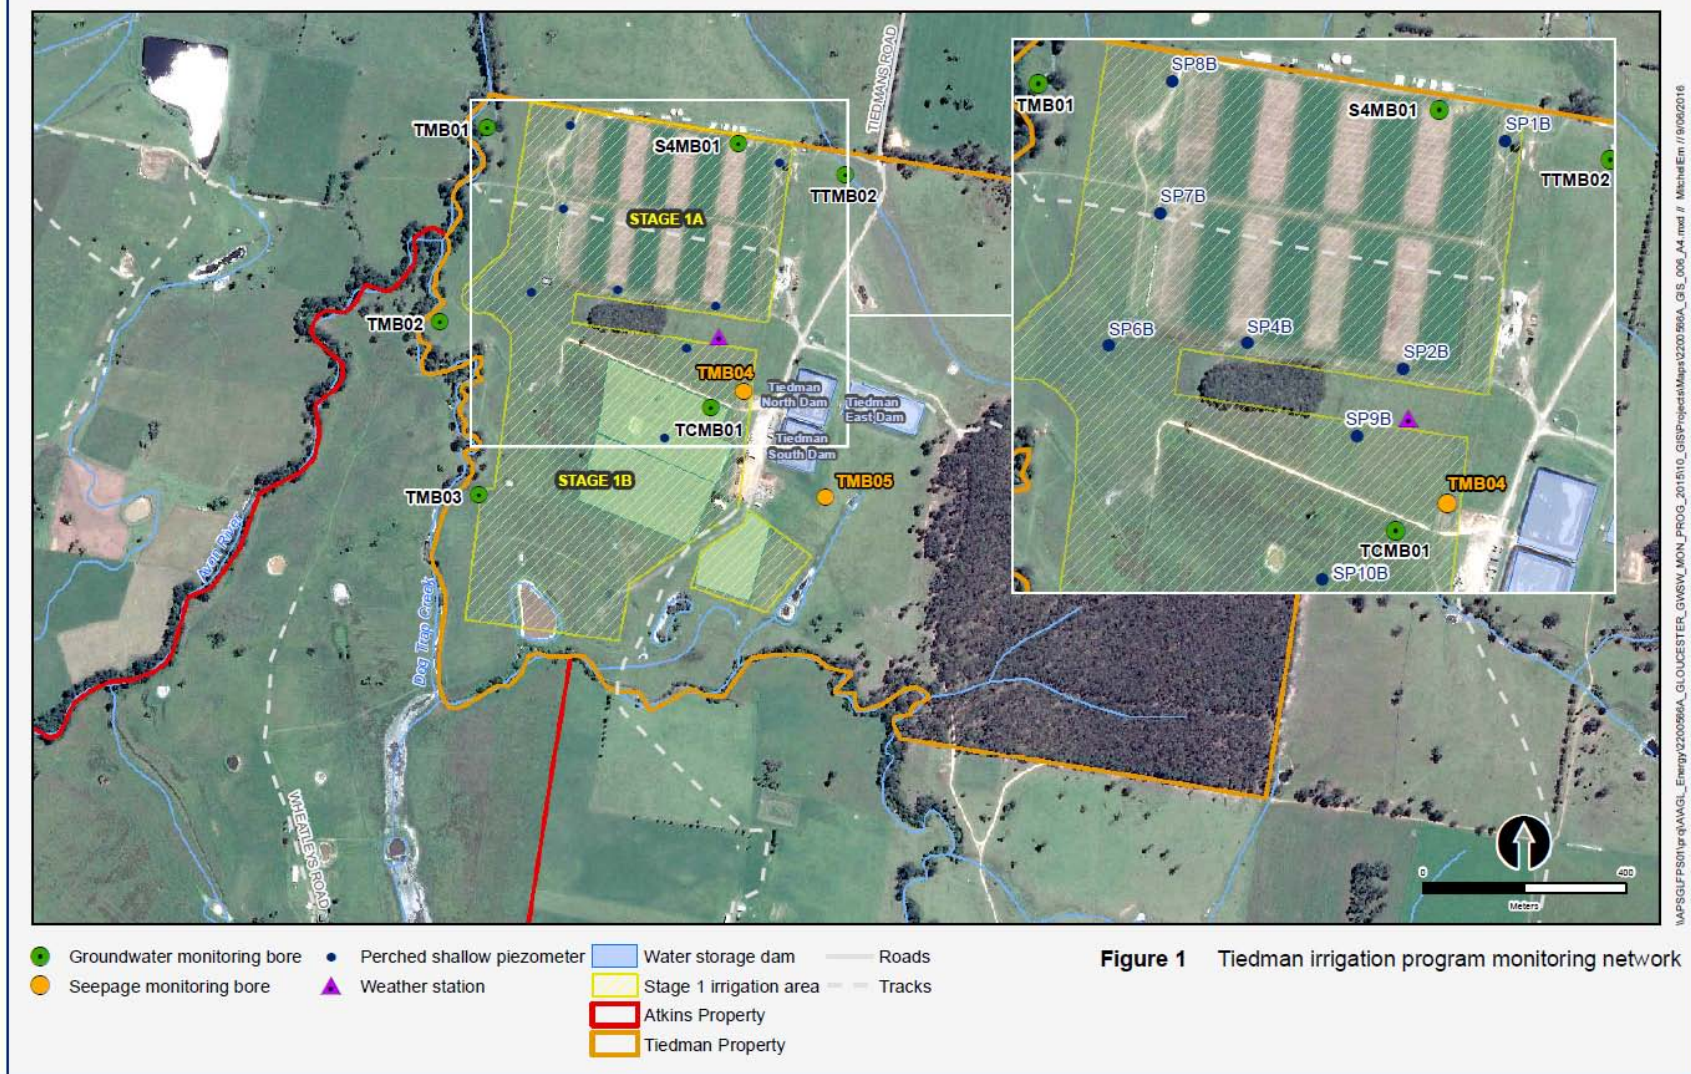 TIEDMANS ROAD
TMB01
S4MB01
TTMB02
STAGE 1A
TMB02
TMB04
Tiedman
North Dam
Tiedman
East Dam
TCMB01
Tiedman
South Dam
STAGE 1B
TMB03
TMB05
Avon River
Dog Trap Creek
WHEATLEYS ROAD
SP8B
TMB01
S4MB01
SP1B
TTMB02
SP7B
SP6B
SP4B
SP2B
SP9B
TMB04
TCMB01
SP10B
0 400
Meters
Groundwater monitoring bore
Seepage monitoring bore
Perched shallow piezometer
Weather station
Water storage dam
Stage 1 irrigation area
Atkins Property
Tiedman Property
Roads
Tracks
Figure 1 Tiedman irrigation program monitoring network